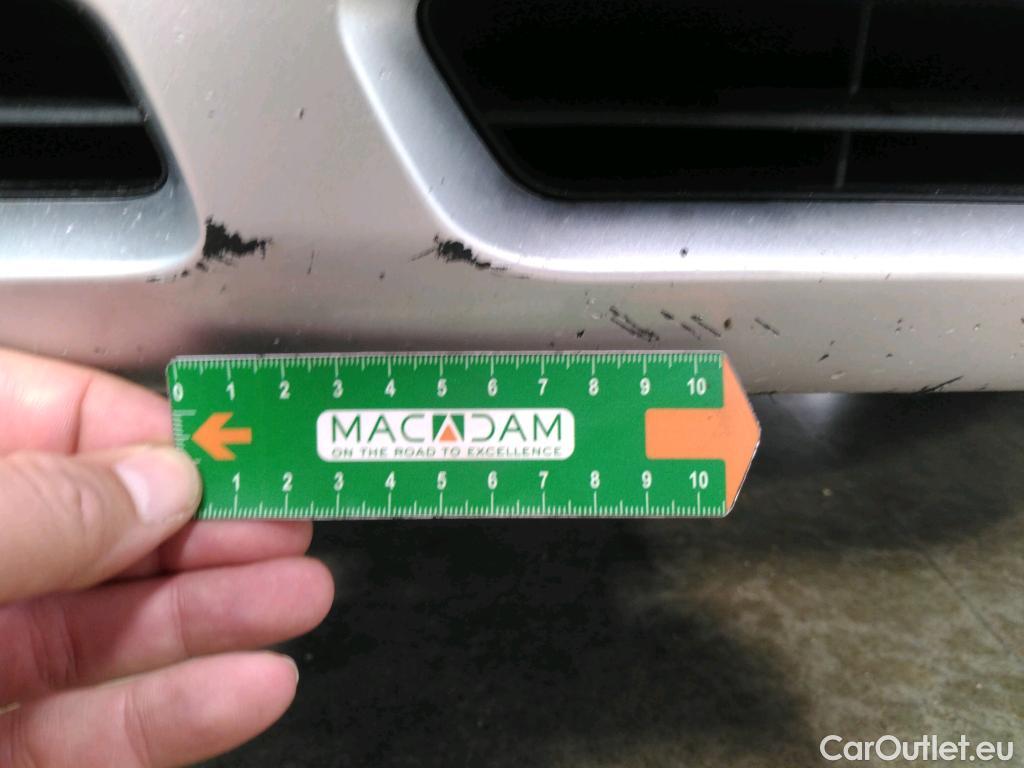 0 1 2 3 4 5 6 7 8 9 10
MACADAM
ON THE ROAD TO EXCELLENCE
1 2 3 4 5 6 7 8 9 10
CarOutlet.eu